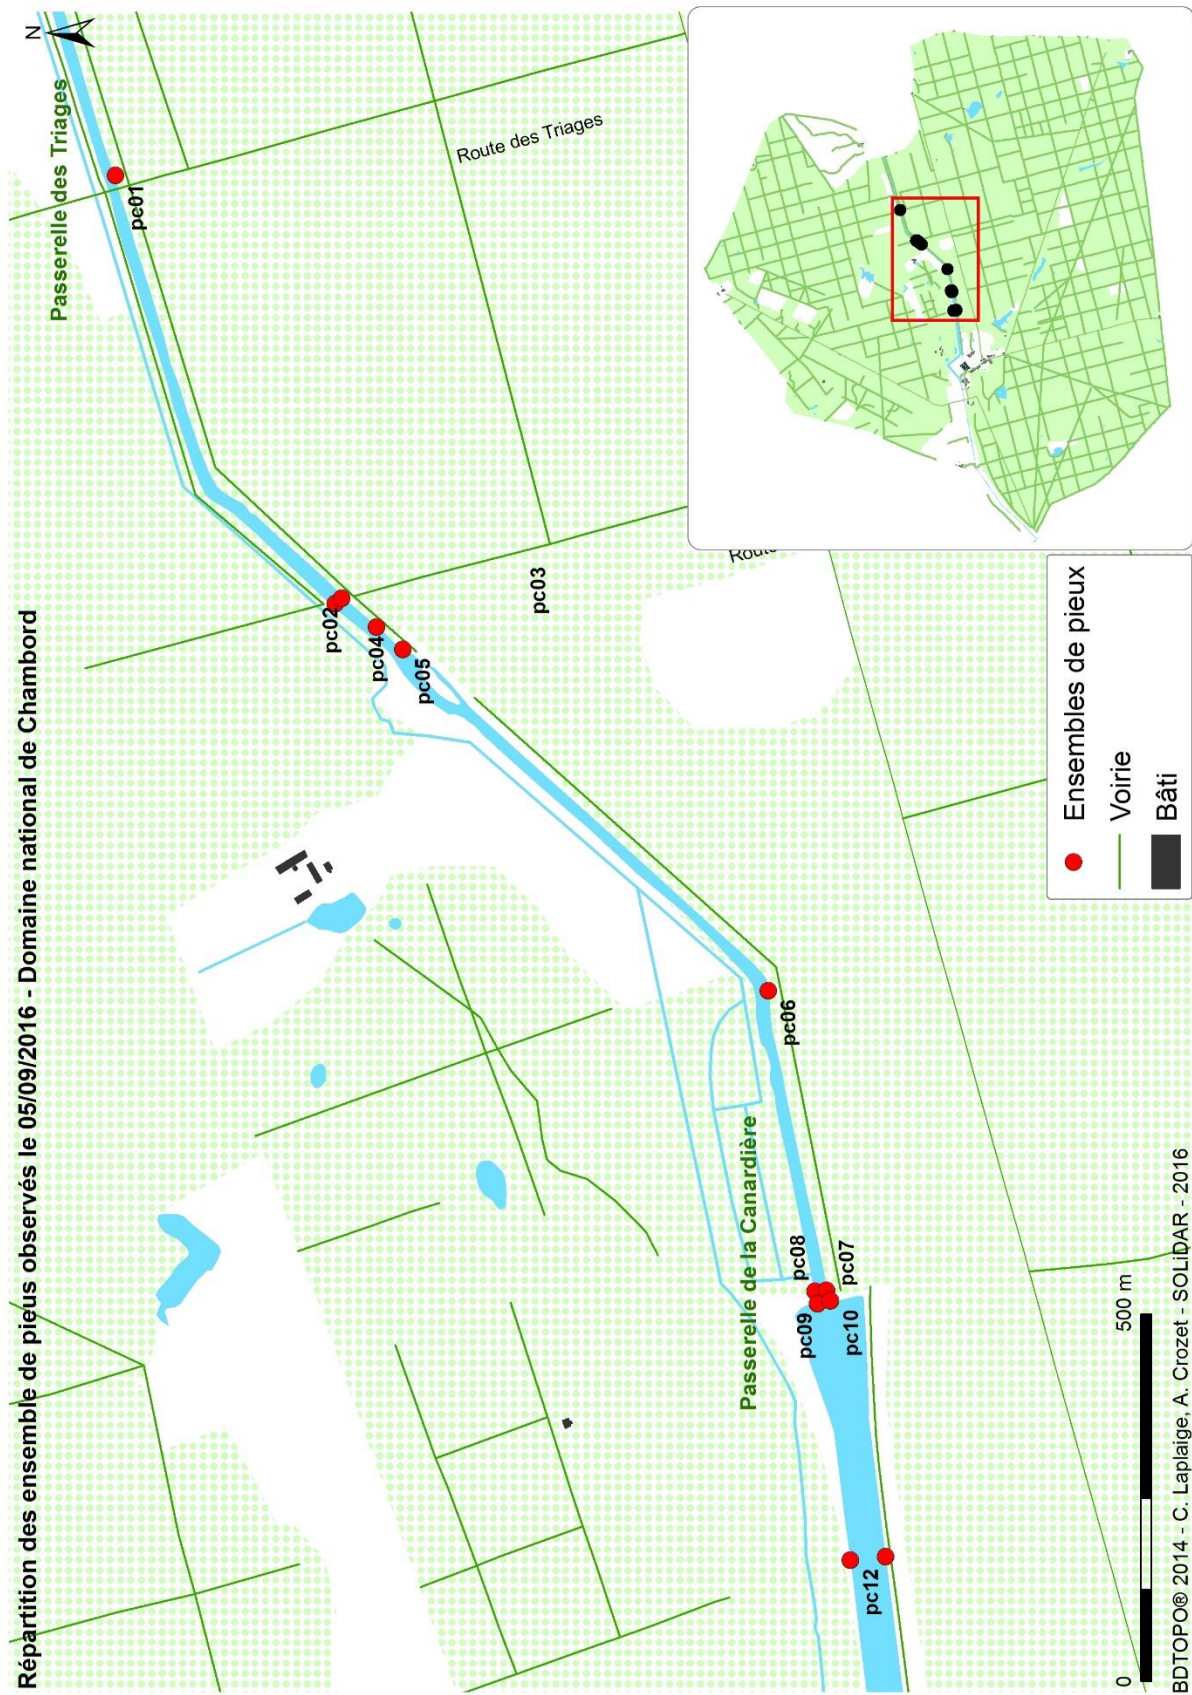 Répartition des ensemble de pieus observés le 05/09/2016 - Domaine national de Chambord
N
Passerelle des Triages
pc01
Route des Triages
pc02
pc03
pc04
pc05
Route
pc06
Passerelle de la Canardière
pc08
pc07
pc09
pc10
pc12
Ensembles de pieux
Voirie
Bâti
0
500 m
BDTOPO® 2014 - C. Laplaige, A. Crozet - SOLiDAR - 2016